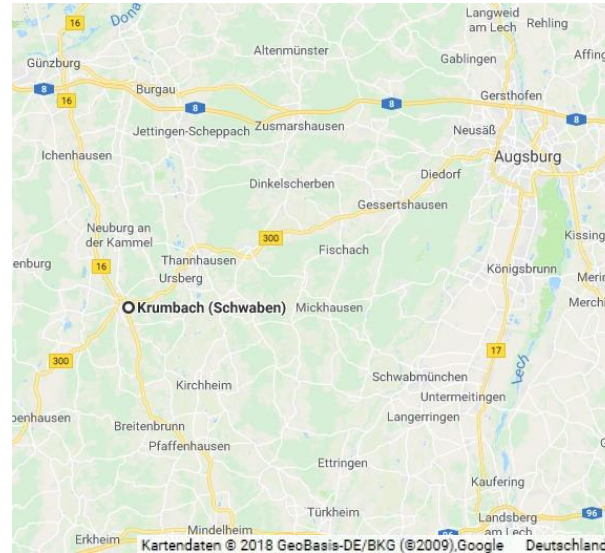 Langweid
am Lech
Rehling
Dona
16
Altenmünster
Affing
Günzburg
Gablingen
8
Burgau
Gersthofen
16
8
8
Jettingen-Scheppach
Zusmarshausen
Neusäß
Ichenhausen
Augsburg
Dinkelscherben
Diedorf
Gessertshausen
Neuburg an
der Kammel
Kissing
300
Fischach
Thannhausen
16
enburg
Ursberg
Königsbrunn
Merin
Krumbach (Schwaben)
Mickhausen
Merchi
17
300
Lech
Kirchheim
Schwabmünchen
Untermeitingen
Langerringen
enhausen
Breitenbrunn
Pfaffenhausen
Ettringen
Kaufering
Türkheim
Landsberg
am Lech
96
96
Mindelheim
Erkheim
Kartendaten © 2018 GeoBasis-DE/BKG (©2009),Google Deutschland